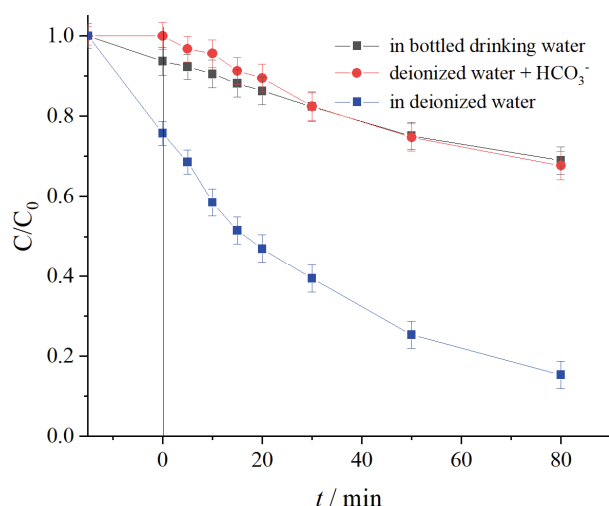 1.0
0.8
0.6
0.4
0.2
0.0
C/C₀
in bottled drinking water
deionized water + HCO₃⁻
in deionized water
0 20 40 60 80
t / min